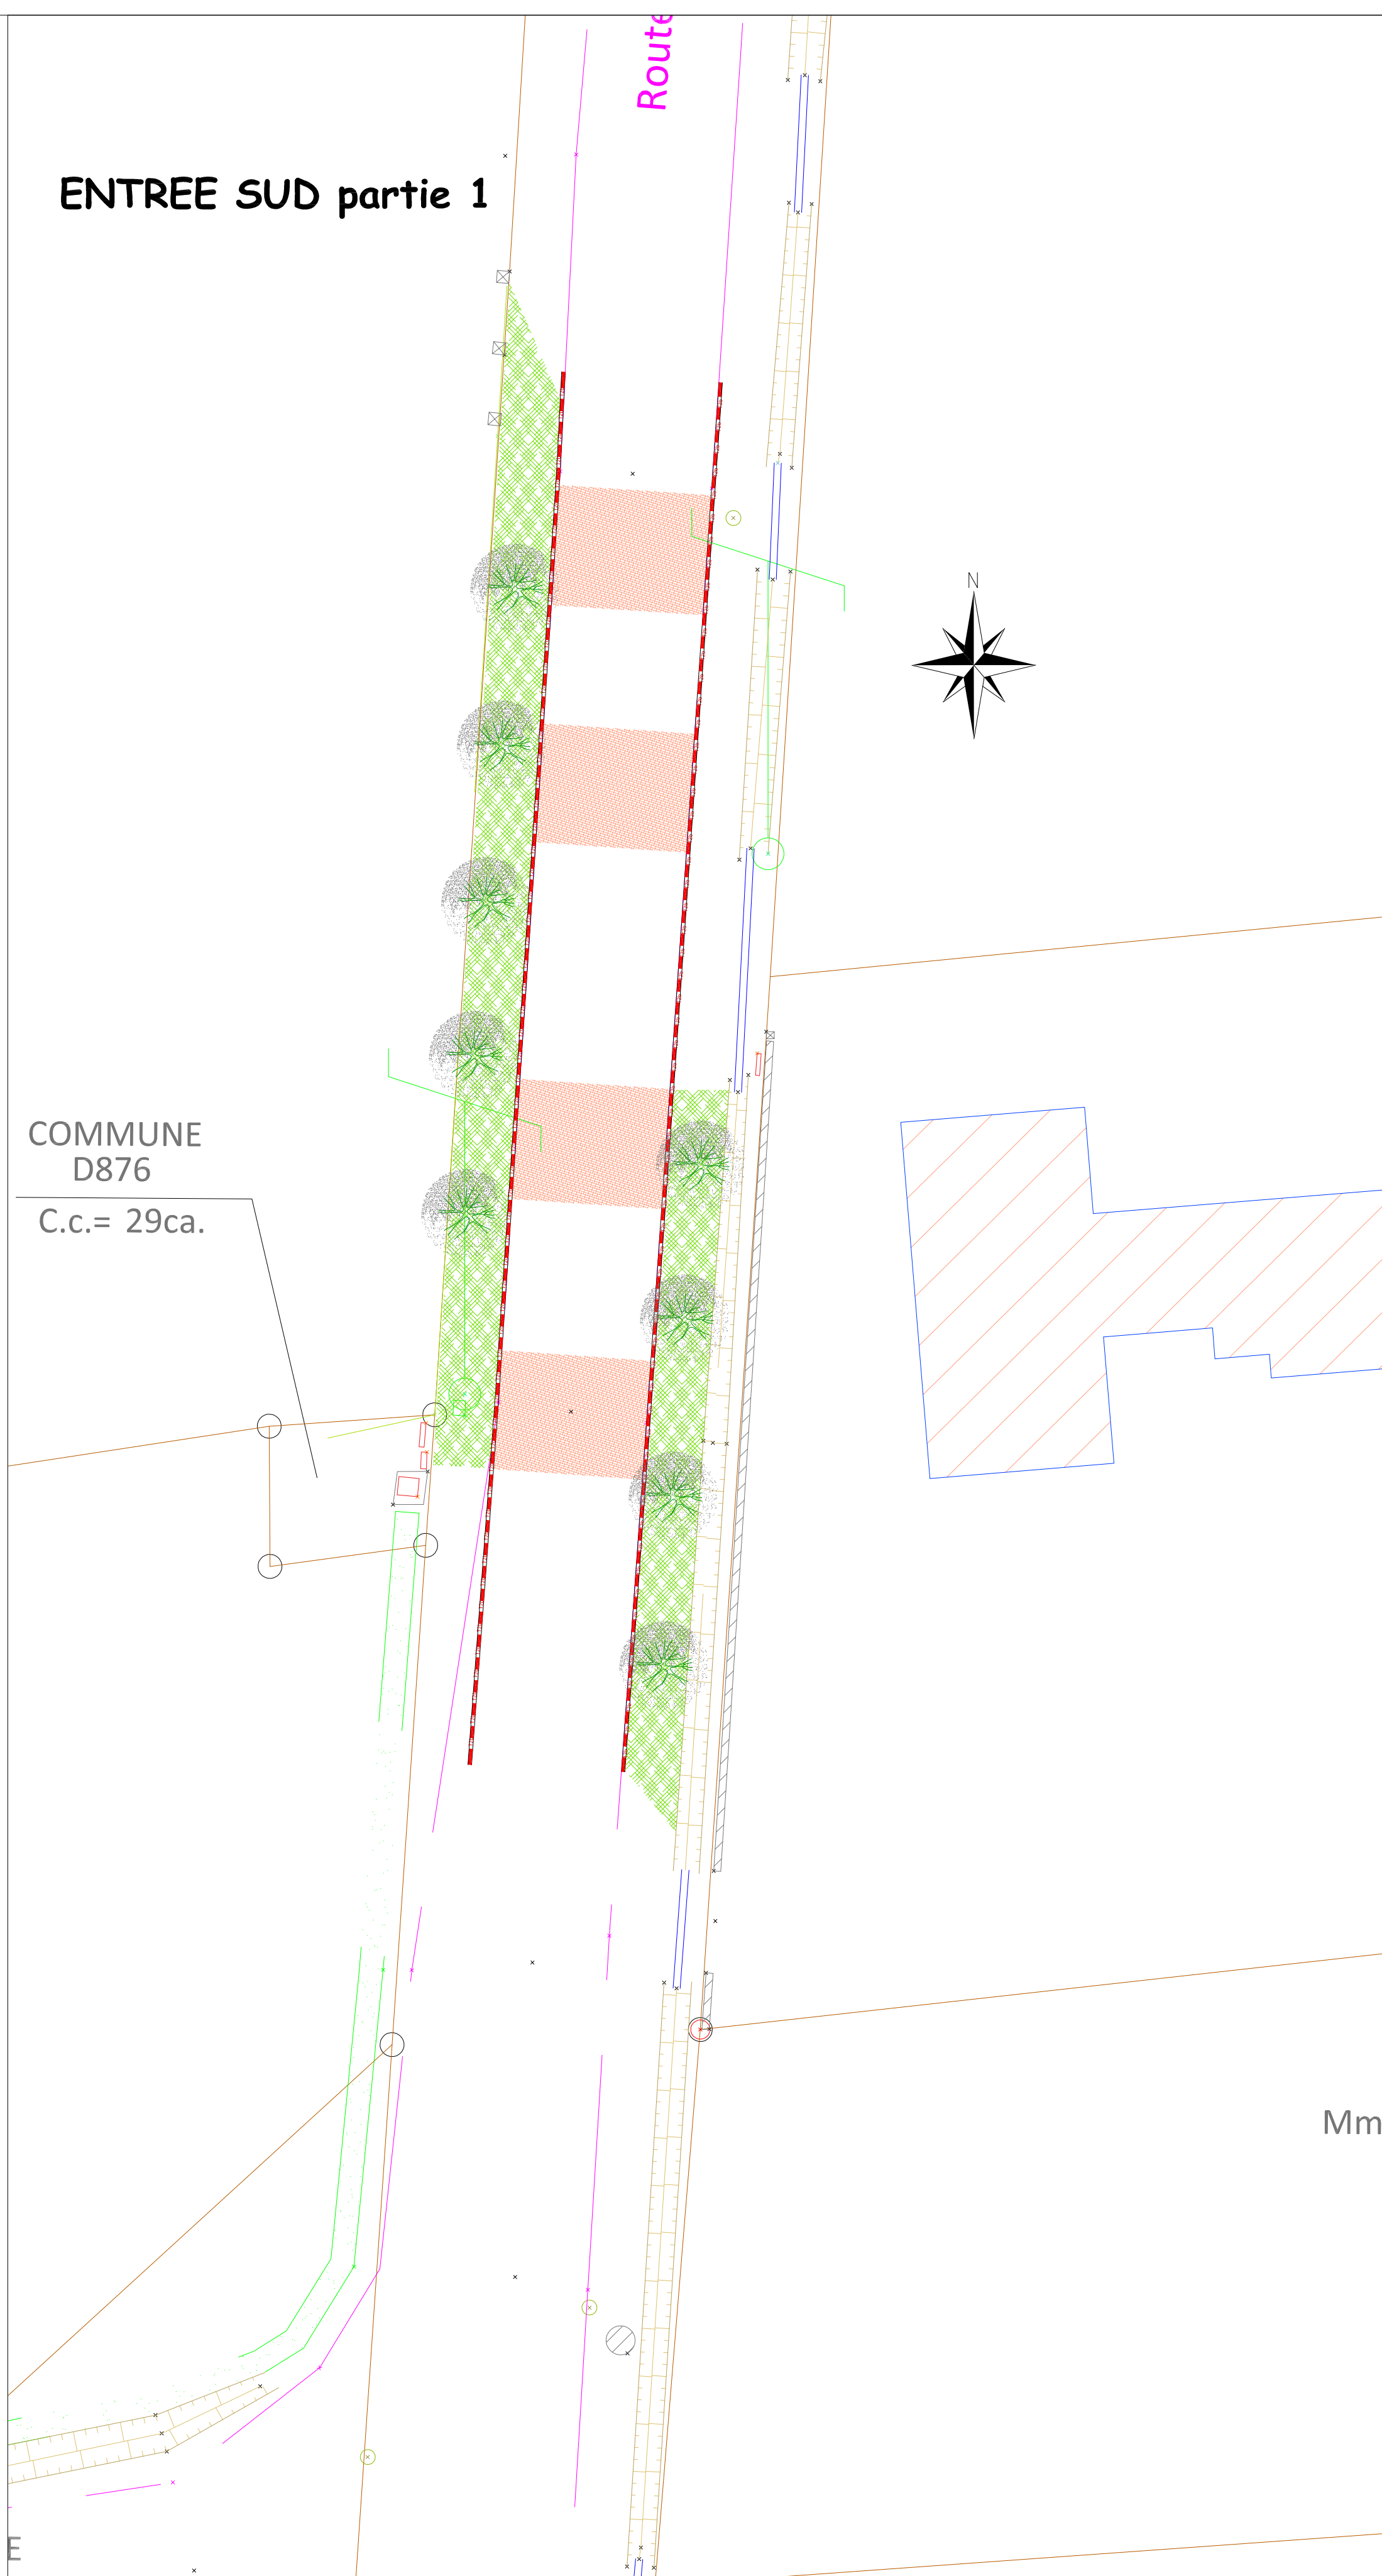 Route
ENTREE SUD partie 1
N
COMMUNE
D876
C.c.= 29ca.
Mm
E